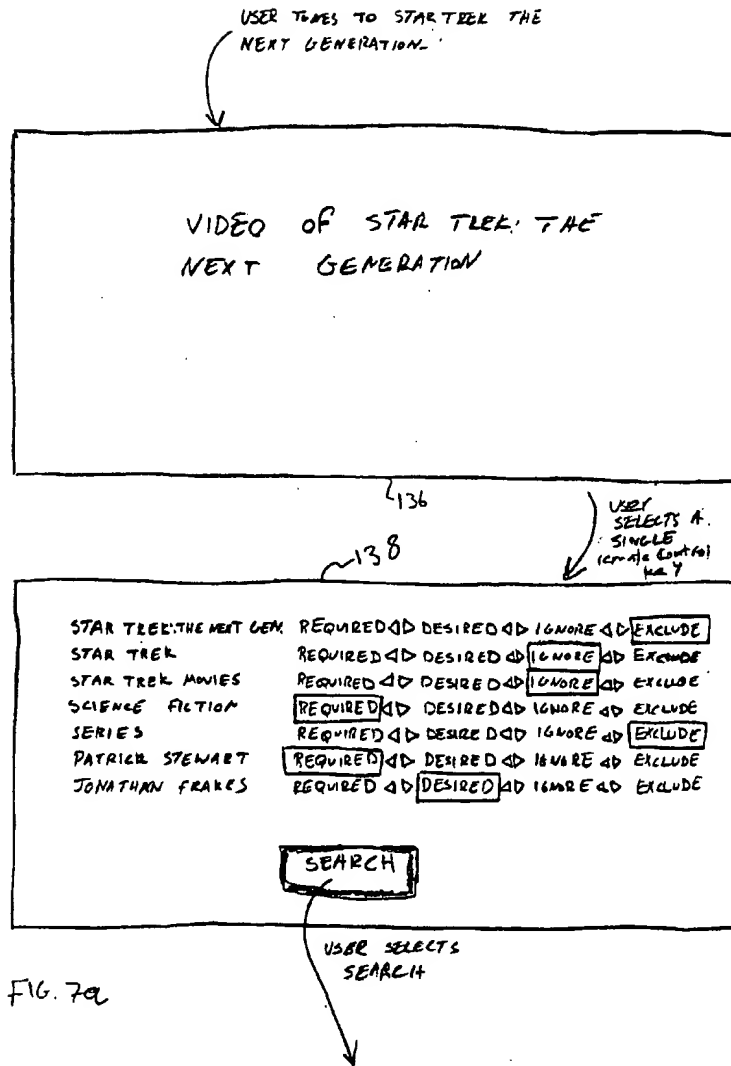 USER TUNES TO STAR TREK THE
NEXT GENERATION.
VIDEO OF STAR TREK: THE
NEXT GENERATION
136
USER
SELECTS A
SINGLE
remote control
key
138
STAR TREK: THE NEXT GEN. REQUIRED ◁▷ DESIRED ◁▷ IGNORE ◁▷ EXCLUDE
STAR TREK REQUIRED ◁▷ DESIRED ◁▷ IGNORE ◁▷ EXCLUDE
STAR TREK MOVIES REQUIRED ◁▷ DESIRED ◁▷ IGNORE ◁▷ EXCLUDE
SCIENCE FICTION REQUIRED ◁▷ DESIRED ◁▷ IGNORE ◁▷ EXCLUDE
SERIES REQUIRED ◁▷ DESIRED ◁▷ IGNORE ◁▷ EXCLUDE
PATRICK STEWART REQUIRED ◁▷ DESIRED ◁▷ IGNORE ◁▷ EXCLUDE
JONATHAN FRAKES REQUIRED ◁▷ DESIRED ◁▷ IGNORE ◁▷ EXCLUDE
SEARCH
USER SELECTS
SEARCH
FIG. 7a